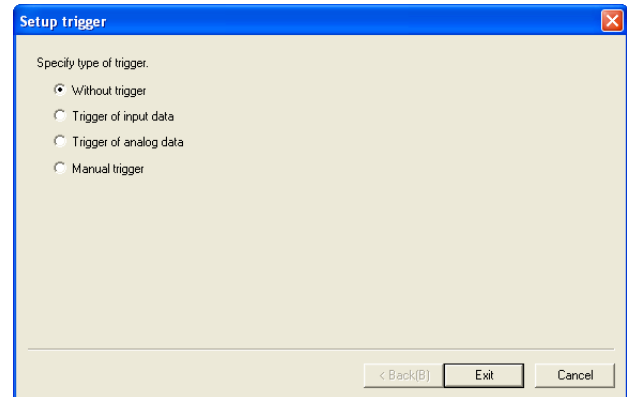 Setup trigger
Specify type of trigger.
Without trigger
Trigger of input data
Trigger of analog data
Manual trigger
< Back(B) Exit Cancel